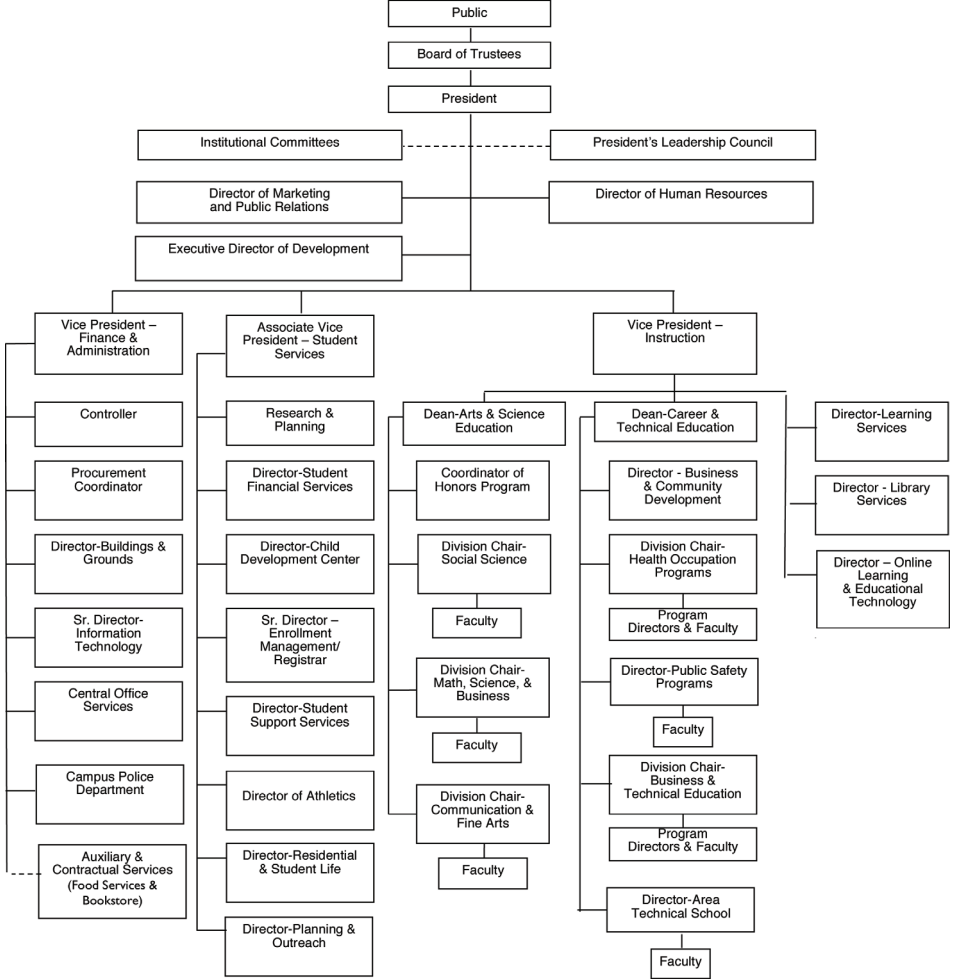 Public
Board of Trustees
President
Institutional Committees
President's Leadership Council
Director of Marketing
and Public Relations
Director of Human Resources
Executive Director of Development
Vice President –
Finance &
Administration
Controller
Procurement
Coordinator
Director-Buildings &
Grounds
Sr. Director-
Information
Technology
Central Office
Services
Campus Police
Department
Auxiliary &
Contractual Services
(Food Services &
Bookstore)
Associate Vice
President – Student
Services
Research &
Planning
Director-Student
Financial Services
Director-Child
Development Center
Sr. Director –
Enrollment
Management/
Registrar
Director-Student
Support Services
Director of Athletics
Director-Residential
& Student Life
Director-Planning &
Outreach
Vice President –
Instruction
Dean-Arts & Science
Education
Coordinator of
Honors Program
Division Chair-
Social Science
Faculty
Division Chair-
Math, Science, &
Business
Faculty
Division Chair-
Communication &
Fine Arts
Faculty
Dean-Career &
Technical Education
Director - Business
& Community
Development
Division Chair-
Health Occupation
Programs
Program
Directors & Faculty
Director-Public Safety
Programs
Faculty
Division Chair-
Business &
Technical Education
Program
Directors & Faculty
Director-Area
Technical School
Faculty
Director-Learning
Services
Director - Library
Services
Director – Online
Learning
& Educational
Technology